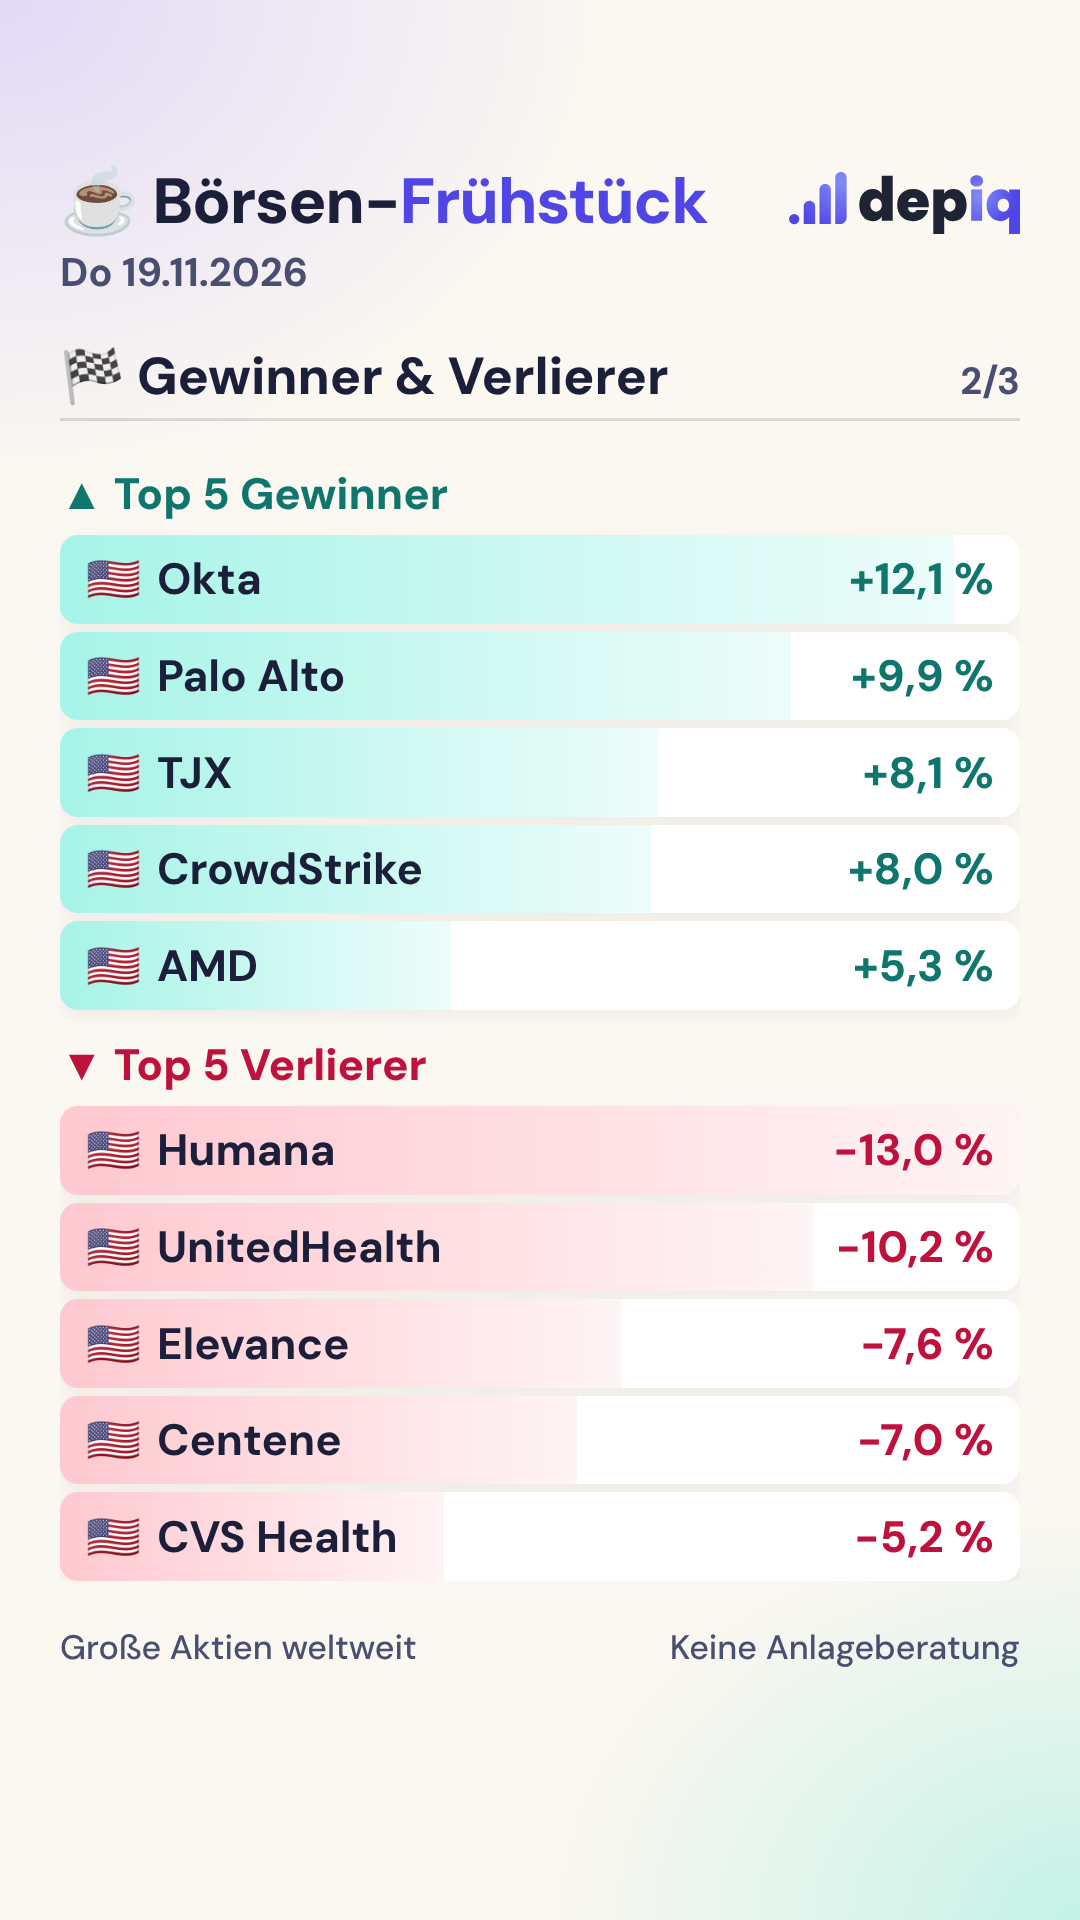 Börsen-Frühstück depiq
Do 19.11.2026
Gewinner & Verlierer 2/3
▲ Top 5 Gewinner
Okta +12,1 %
Palo Alto +9,9 %
TJX +8,1 %
CrowdStrike +8,0 %
AMD +5,3 %
▼ Top 5 Verlierer
Humana -13,0 %
UnitedHealth -10,2 %
Elevance -7,6 %
Centene -7,0 %
CVS Health -5,2 %
Große Aktien weltweit Keine Anlageberatung